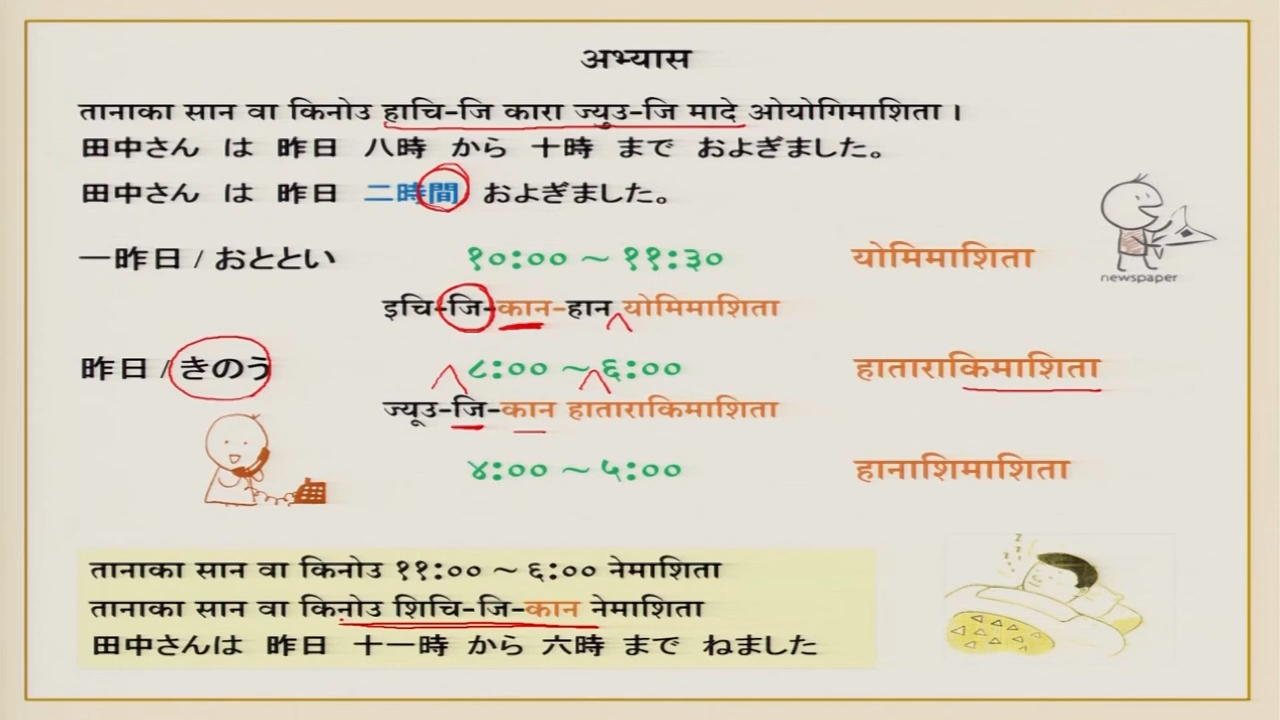 अभ्यास
तानाका सान वा किनोउ हाचि-जि कारा ज्युउ-जि मादे ओयोगिमाशिता ।
田中さん は 昨日 八時 から 十時 まで およぎました。
田中さん は 昨日 二時間 およぎました。
newspaper
一昨日 / おととい १०:०० ~ ११:३० योमिमाशिता
इचि-जि-कान-हान योमिमाशिता
昨日 / きのう ८:०० ~ ६:०० हाताराकिमाशिता
ज्यूउ-जि-कान हाताराकिमाशिता
४:०० ~ ५:०० हानाशिमाशिता
तानाका सान वा किनोउ ११:०० ~ ६:०० नेमाशिता
तानाका सान वा किनोउ शिचि-जि-कान नेमाशिता
田中さんは 昨日 十一時 から 六時 まで ねました